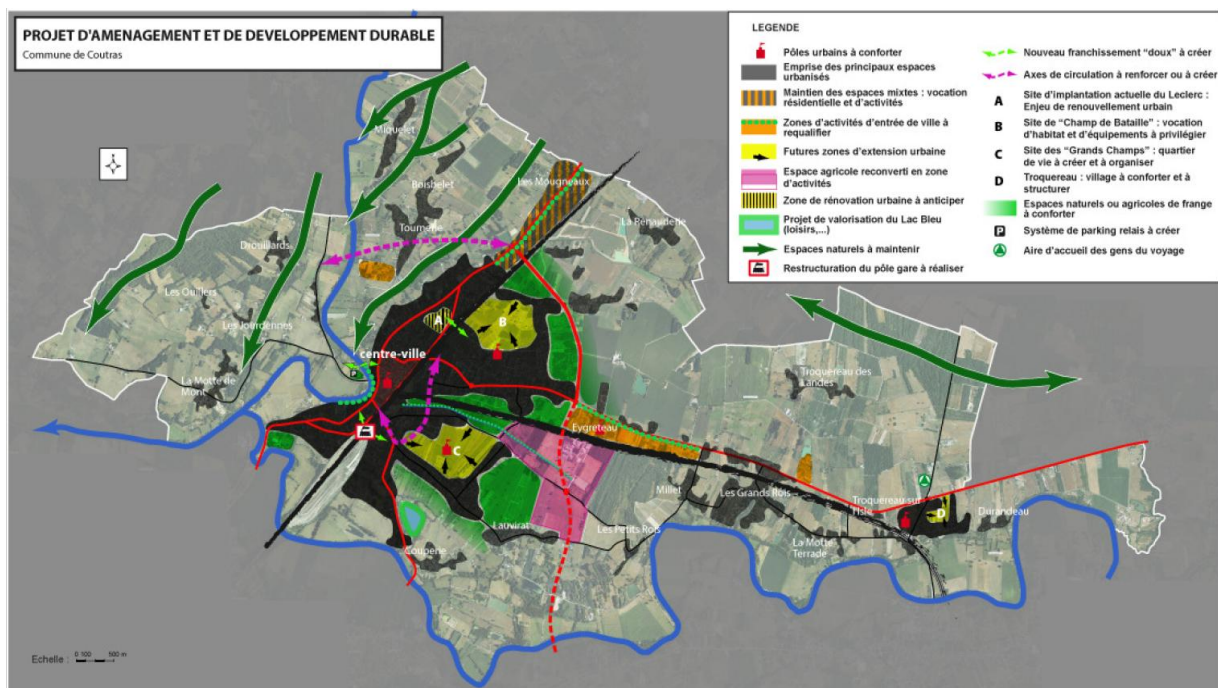 PROJET D'AMENAGEMENT ET DE DEVELOPPEMENT DURABLE
Commune de Coutras
LEGENDE
Pôles urbains à conforter
Emprise des principaux espaces
urbanisés
Maintien des espaces mixtes : vocation
résidentielle et d'activités
Zones d'activités d'entrée de ville à
requalifier
Futures zones d'extension urbaine
Espace agricole reconverti en zone
d'activités
Zone de rénovation urbaine à anticiper
Projet de valorisation du Lac Bleu
(loisirs,...)
Espaces naturels à maintenir
Restructuration du pôle gare à réaliser
Nouveau franchissement "doux" à créer
Axes de circulation à renforcer ou à créer
A
Site d'implantation actuelle du Leclerc :
Enjeu de renouvellement urbain
B
Site de "Champ de Bataille" : vocation
d'habitat et d'équipements à privilégier
C
Site des "Grands Champs" : quartier
de vie à créer et à organiser
D
Troquereau : village à conforter et à
structurer
Espaces naturels ou agricoles de frange
à conforter
P
Système de parking relais à créer
Aire d'accueil des gens du voyage
Miquelet
Boisbelet
Les Mougneaux
La Renauderie
Tournerie
Drouillards
Les Ouillers
Les Jourdennes
A
B
centre-ville
P
La Motte de
Mont
Troquereau des
Landes
Eygreteau
C
Millet
Les Grands Rois
Troquereau sur
l'Isle
D
Durandeau
Lauvirat
Les Petits Rois
La Motte
Terrade
Couperie
Echelle :
0 100 500 m